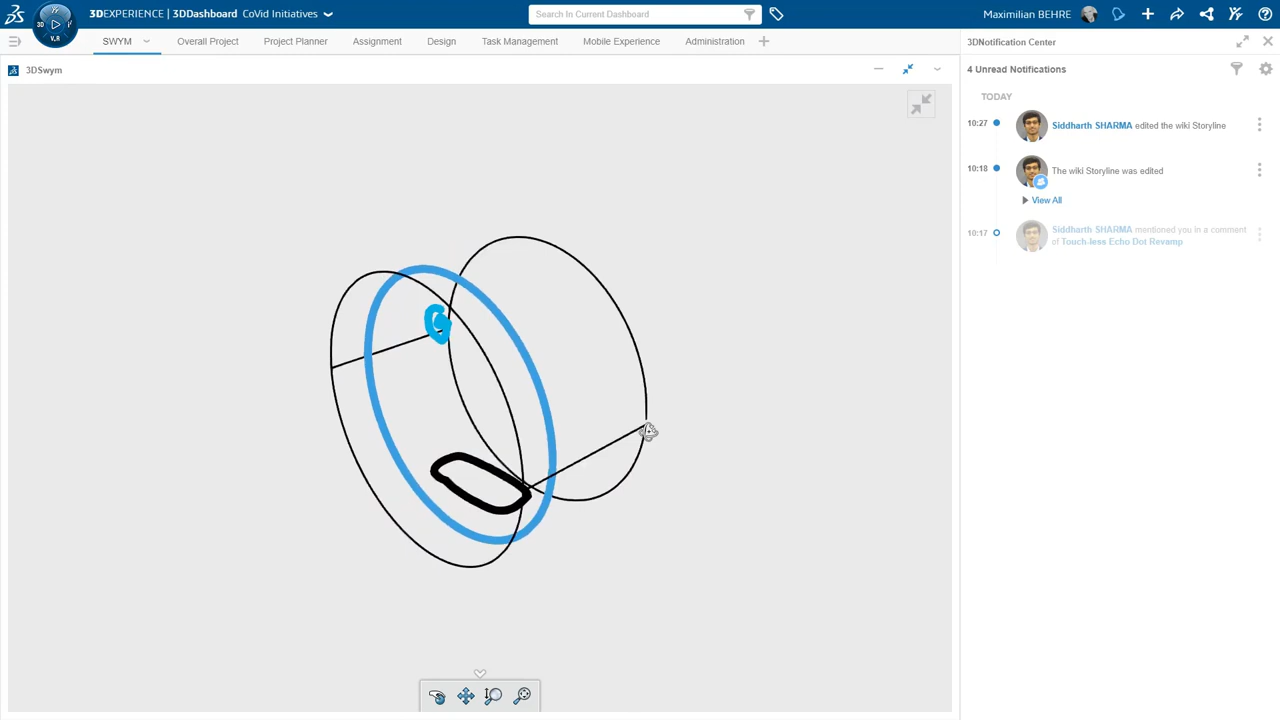 3DEXPERIENCE | 3DDashboard CoVid Initiatives
Search In Current Dashboard
Maximilian BEHRE
3D
V.R
SWYM
Overall Project
Project Planner
Assignment
Design
Task Management
Mobile Experience
Administration
3DSwym
3DNotification Center
4 Unread Notifications
TODAY
10:27
Siddharth SHARMA edited the wiki Storyline
10:18
The wiki Storyline was edited
View All
10:17
Siddharth SHARMA mentioned you in a comment
of Touch-less Echo Dot Revamp